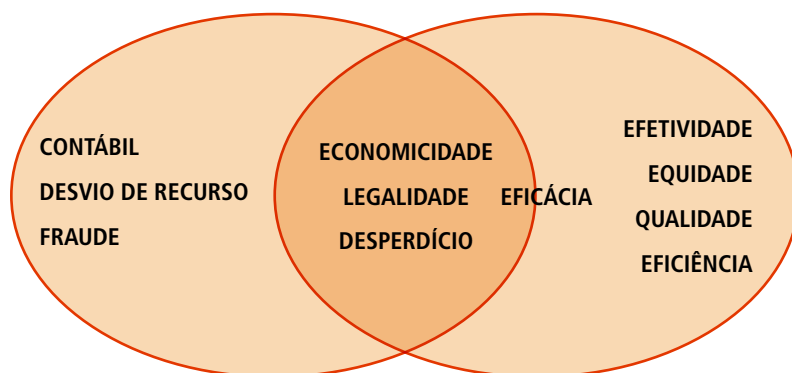 CONTÁBIL
DESVIO DE RECURSO
FRAUDE
ECONOMICIDADE
LEGALIDADE
DESPERDÍCIO
EFICÁCIA
EFETIVIDADE
EQUIDADE
QUALIDADE
EFICIÊNCIA